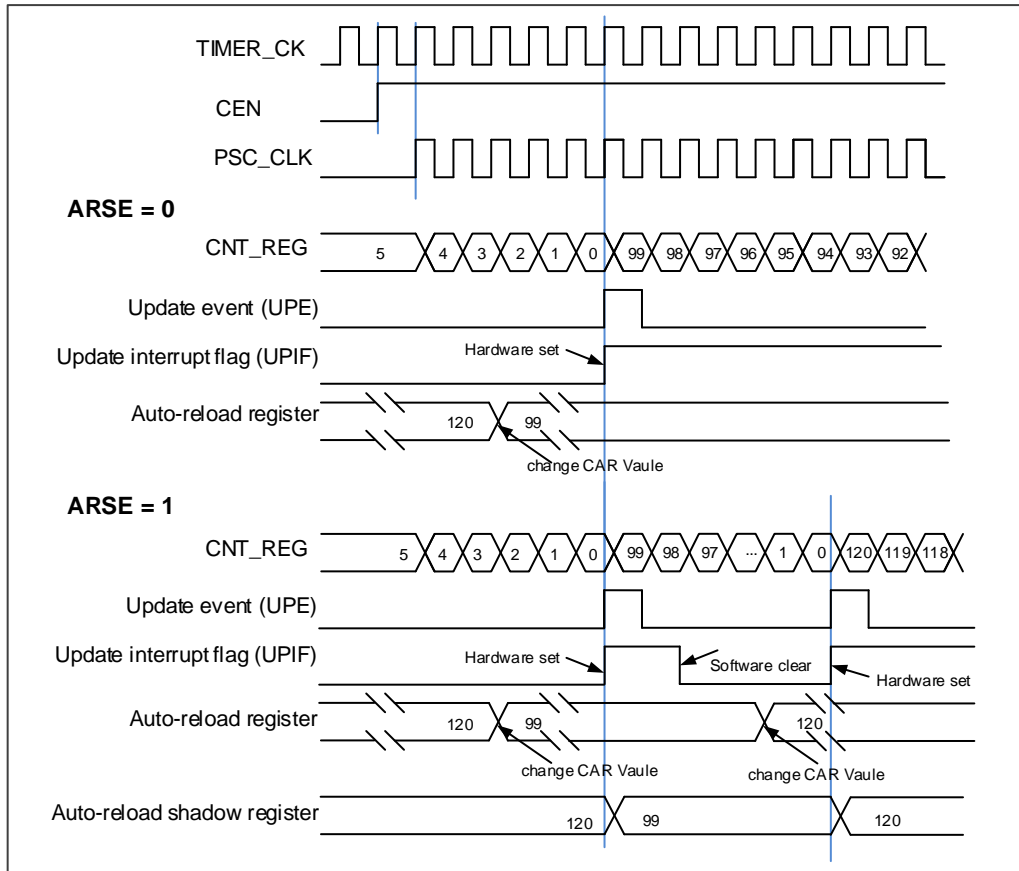 TIMER_CK
CEN
PSC_CLK
ARSE = 0
CNT_REG 5 4 3 2 1 0 99 98 97 96 95 94 93 92
Update event (UPE)
Update interrupt flag (UPIF) Hardware set
Auto-reload register 120 99
change CAR Vaule
ARSE = 1
CNT_REG 5 4 3 2 1 0 99 98 97 ... 1 0 120 119 118
Update event (UPE)
Update interrupt flag (UPIF) Hardware set Software clear Hardware set
Auto-reload register 120 99 120
change CAR Vaule change CAR Vaule
Auto-reload shadow register 120 99 120